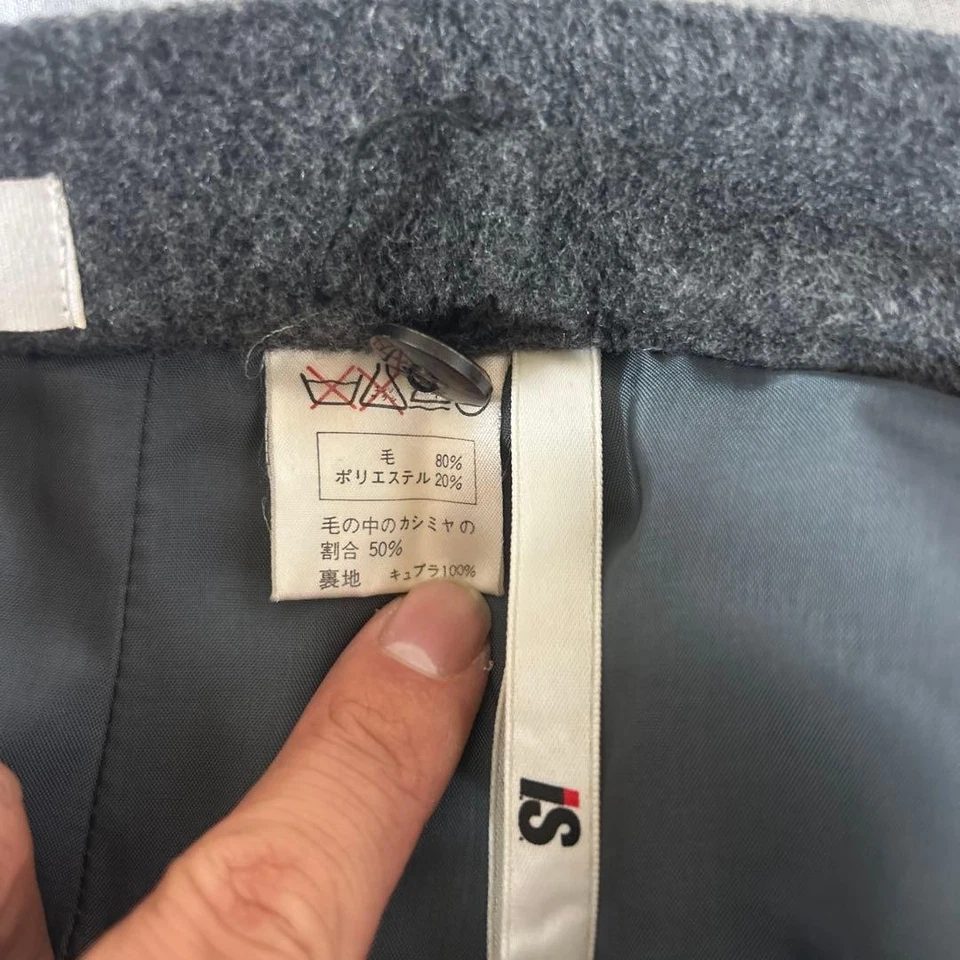 毛 80%
ポリエステル 20%
毛の中のカシミヤの
割合 50%
裏地 キュプラ100%
I.S.